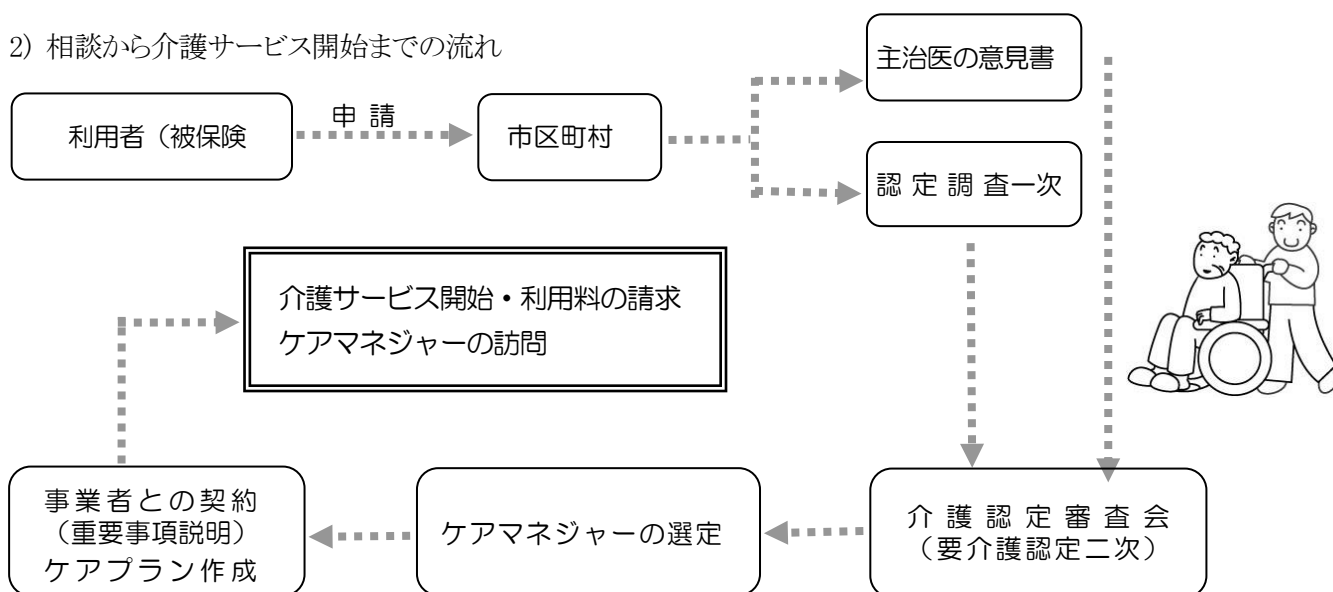 2) 相談から介護サービス開始までの流れ
利用者（被保険
申 請
市区町村
主治医の意見書
認 定 調 査一次
介護サービス開始・利用料の請求
ケアマネジャーの訪問
事業者との契約
（重要事項説明）
ケアプラン作成
ケアマネジャーの選定
介 護 認 定 審 査 会
（要介護認定二次）